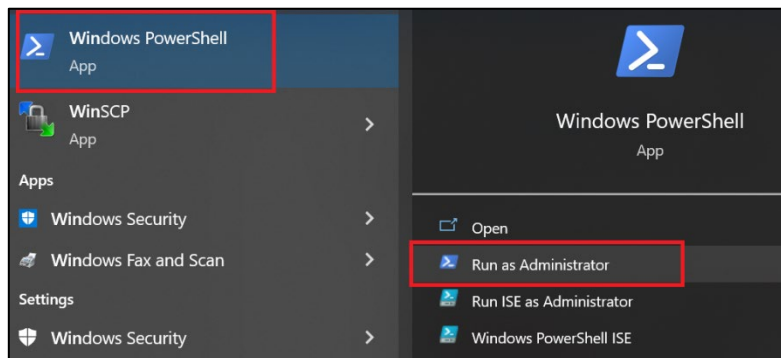 Windows PowerShell
App
WinSCP
App
Apps
Windows Security
Windows Fax and Scan
Settings
Windows Security
Windows PowerShell
App
Open
Run as Administrator
Run ISE as Administrator
Windows PowerShell ISE